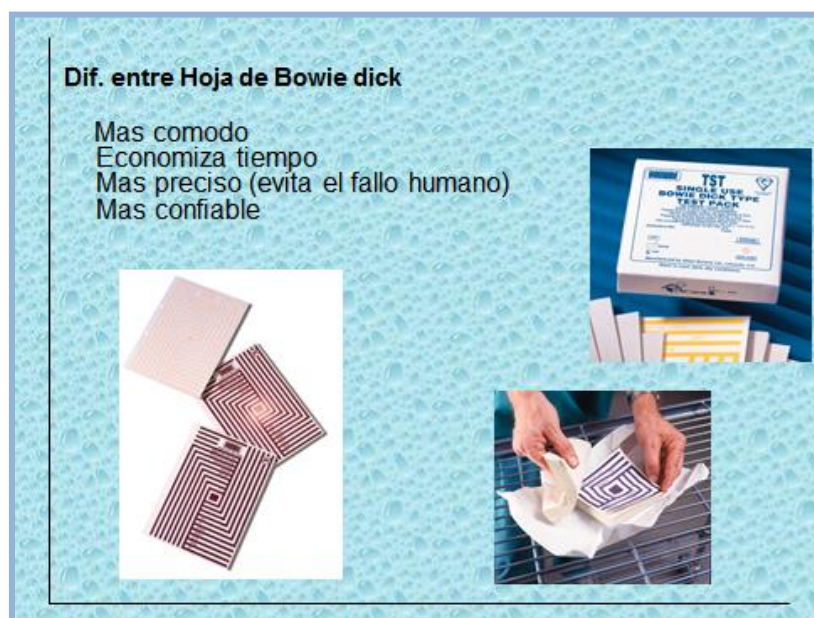 Dif. entre Hoja de Bowie dick
Mas comodo
Economiza tiempo
Mas preciso (evita el fallo humano)
Mas confiable
TST
SINGLE USE
BOWIE DICK TYPE
TEST PACK